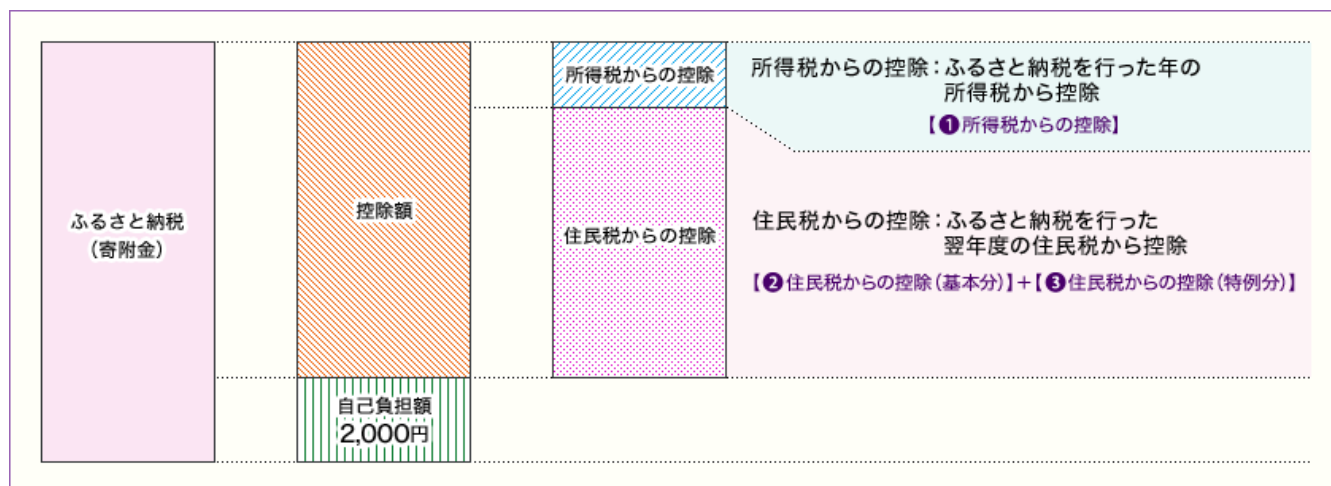 ふるさと納税
（寄附金）
控除額
自己負担額
2,000円
所得税からの控除
住民税からの控除
所得税からの控除：ふるさと納税を行った年の
所得税から控除
【❶所得税からの控除】
住民税からの控除：ふるさと納税を行った
翌年度の住民税から控除
【❷住民税からの控除（基本分）】＋【❸住民税からの控除（特例分）】